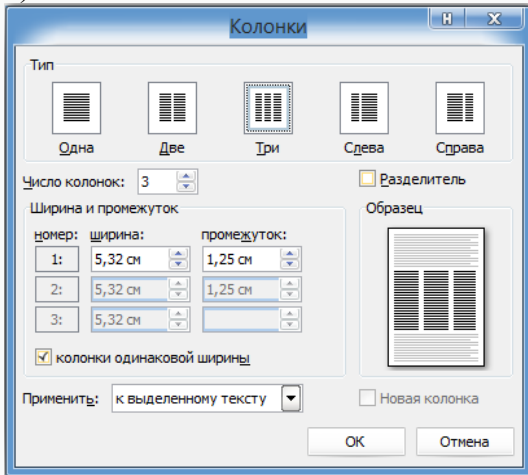 Колонки
Тип
Одна Две Три Слева Справа
Число колонок: 3 Разделитель
Ширина и промежуток Образец
номер: ширина: промежуток:
1: 5,32 см 1,25 см
2: 5,32 см 1,25 см
3: 5,32 см
колонки одинаковой ширины
Применить: к выделенному тексту Новая колонка
ОК Отмена